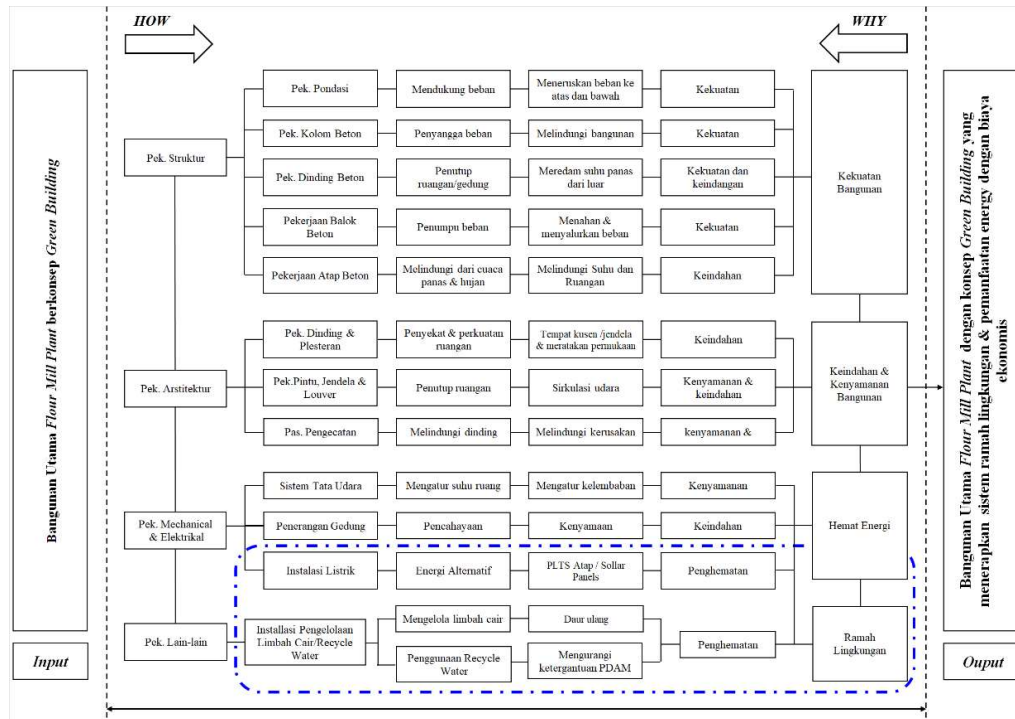 HOW
WHY
Bangunan Utama Flour Mill Plant berkonsep Green Building
Input
Pek. Struktur
Pek. Pondasi
Mendukung beban
Meneruskan beban ke
atas dan bawah
Kekuatan
Pek. Kolom Beton
Penyangga beban
Melindungi bangunan
Kekuatan
Pek. Dinding Beton
Penutup
ruangan/gedung
Meredam suhu panas
dari luar
Kekuatan dan
keindangan
Pekerjaan Balok
Beton
Penumpu beban
Menahan &
menyalurkan beban
Kekuatan
Pekerjaan Atap Beton
Melindungi dari cuaca
panas & hujan
Melindungi Suhu dan
Ruangan
Keindahan
Kekuatan
Bangunan
Pek. Arstitektur
Pek. Dinding &
Plesteran
Penyekat & perkuatan
ruangan
Tempat kusen /jendela
& meratakan permukaan
Keindahan
Pek.Pintu, Jendela &
Louver
Penutup ruangan
Sirkulasi udara
Kenyamanan &
keindahan
Pas. Pengecatan
Melindungi dinding
Melindungi kerusakan
kenyamanan &
Keindahan &
Kenyamanan
Bangunan
Pek. Mechanical
& Elektrikal
Sistem Tata Udara
Mengatur suhu ruang
Mengatur kelembaban
Kenyamanan
Penerangan Gedung
Pencahayaan
Kenyamaan
Keindahan
Instalasi Listrik
Energi Alternatif
PLTS Atap / Sollar
Panels
Penghematan
Hemat Energi
Pek. Lain-lain
Installasi Pengelolaan
Limbah Cair/Recycle
Water
Mengelola limbah cair
Daur ulang
Penggunaan Recycle
Water
Mengurangi
ketergantuan PDAM
Penghematan
Ramah
Lingkungan
Bangunan Utama Flour Mill Plant dengan konsep Green Building yang
menerapkan sistem ramah lingkungan & pemanfaatan energy dengan biaya
ekonomis
Ouput